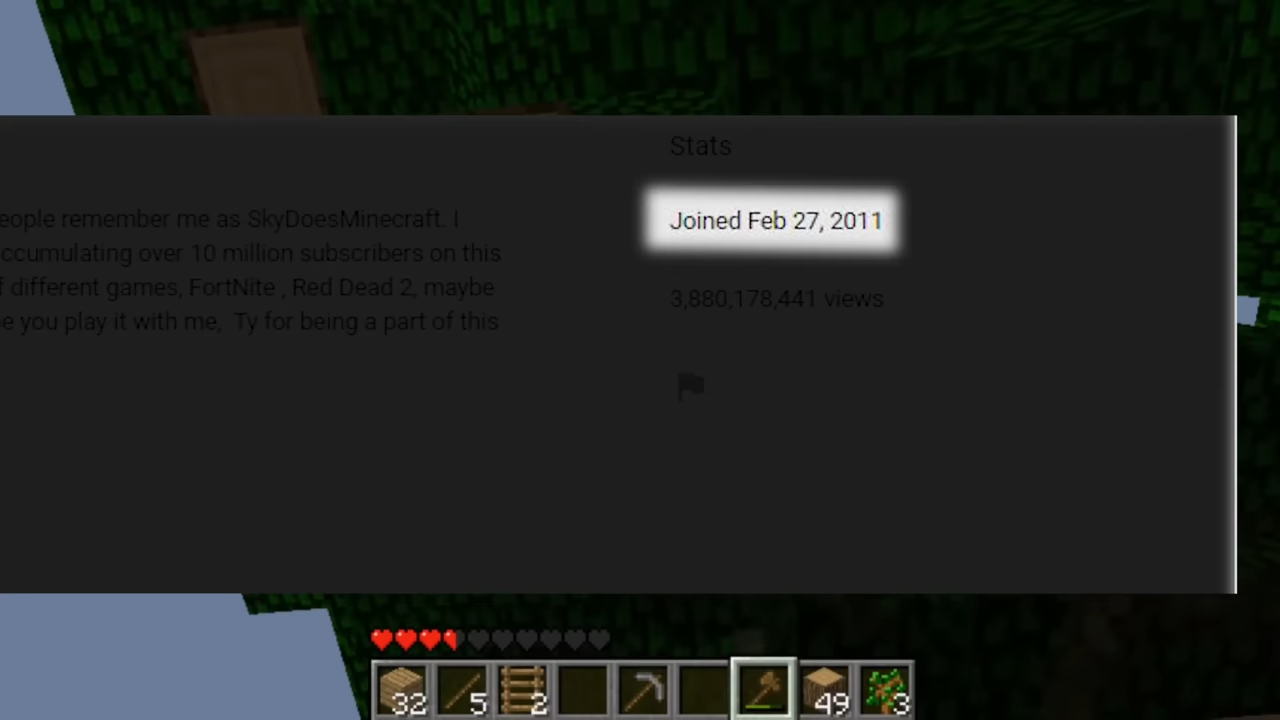 Stats
Joined Feb 27, 2011
eople remember me as SkyDoesMinecraft. I
ccumulating over 10 million subscribers on this
f different games, FortNite , Red Dead 2, maybe
e you play it with me, Ty for being a part of this
3,880,178,441 views
32
5
2
49
3